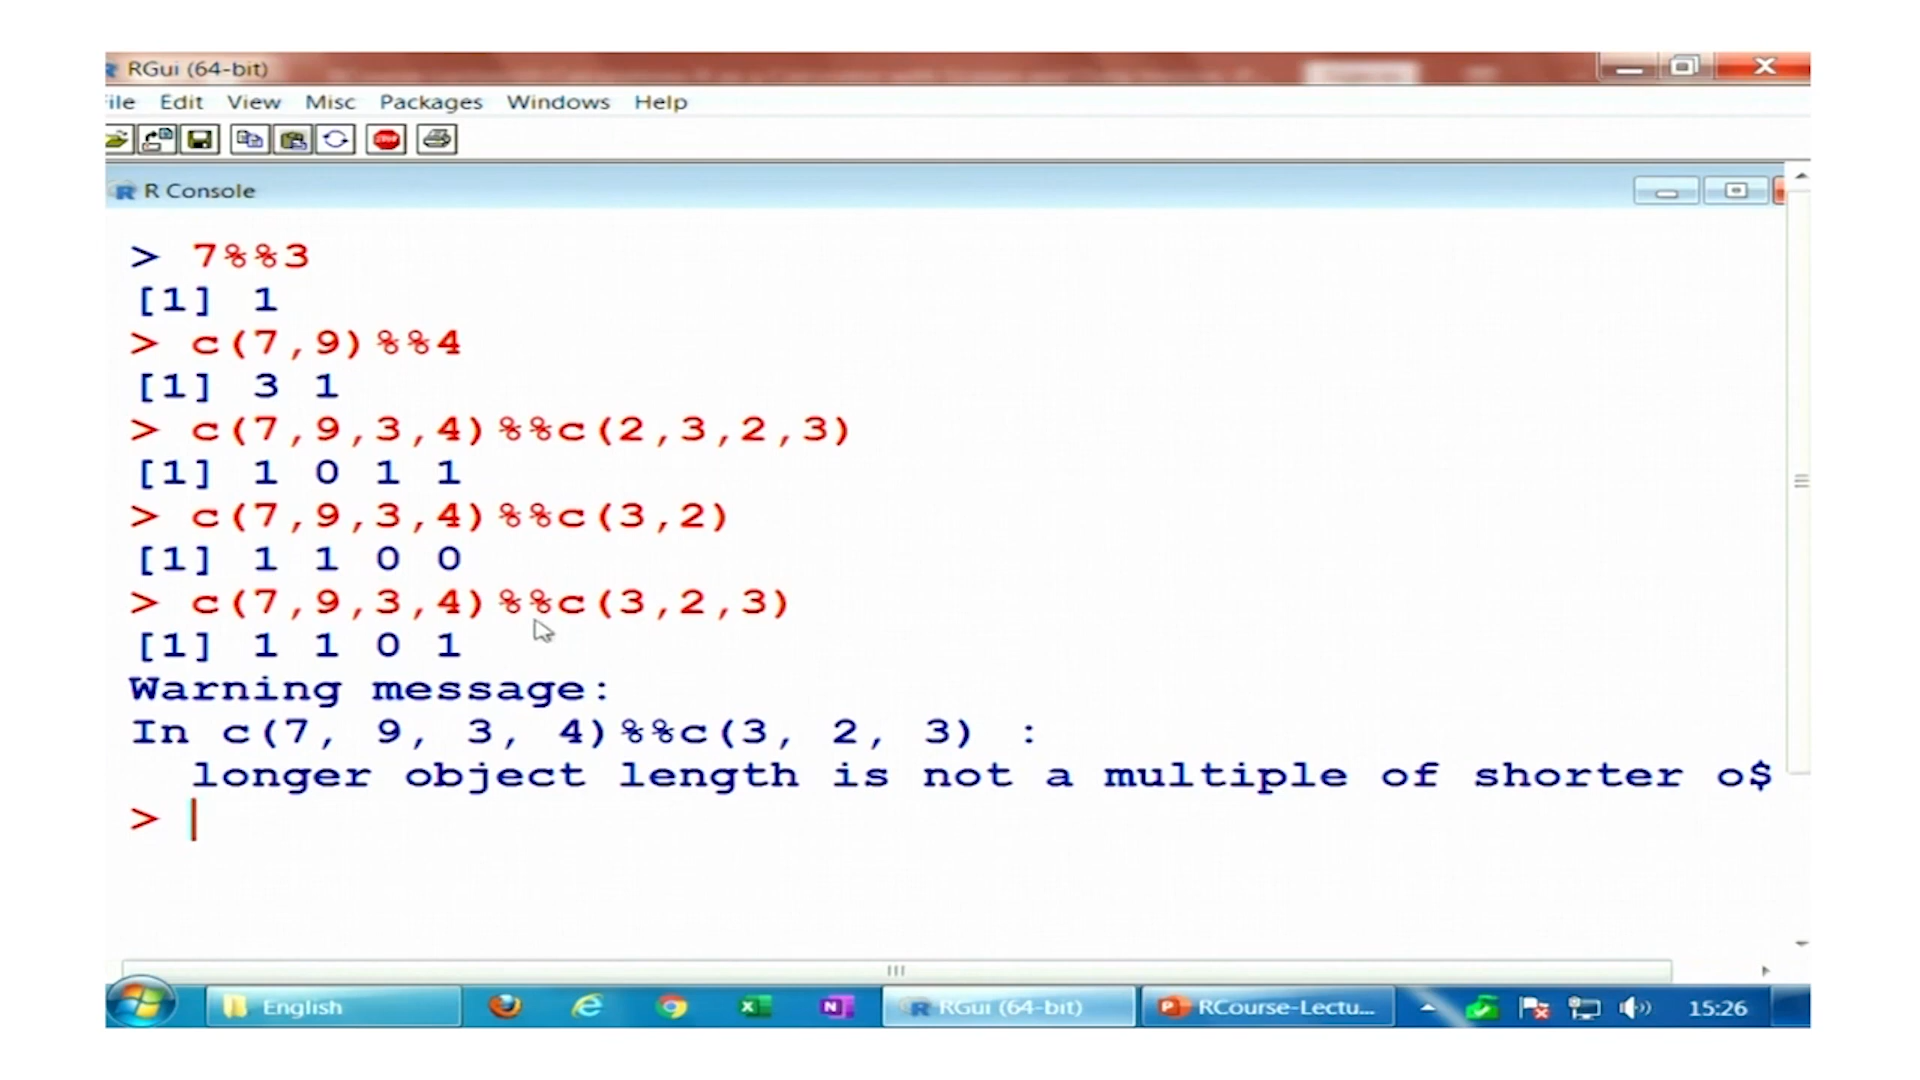 RGui (64-bit)
ile Edit View Misc Packages Windows Help
STOP
R Console
> 7%%3
[1] 1
> c(7,9)%%4
[1] 3 1
> c(7,9,3,4)%%c(2,3,2,3)
[1] 1 0 1 1
> c(7,9,3,4)%%c(3,2)
[1] 1 1 0 0
> c(7,9,3,4)%%c(3,2,3)
[1] 1 1 0 1
Warning message:
In c(7, 9, 3, 4)%%c(3, 2, 3) :
longer object length is not a multiple of shorter o$
>
English RGui (64-bit) RCourse-Lectu... 15:26